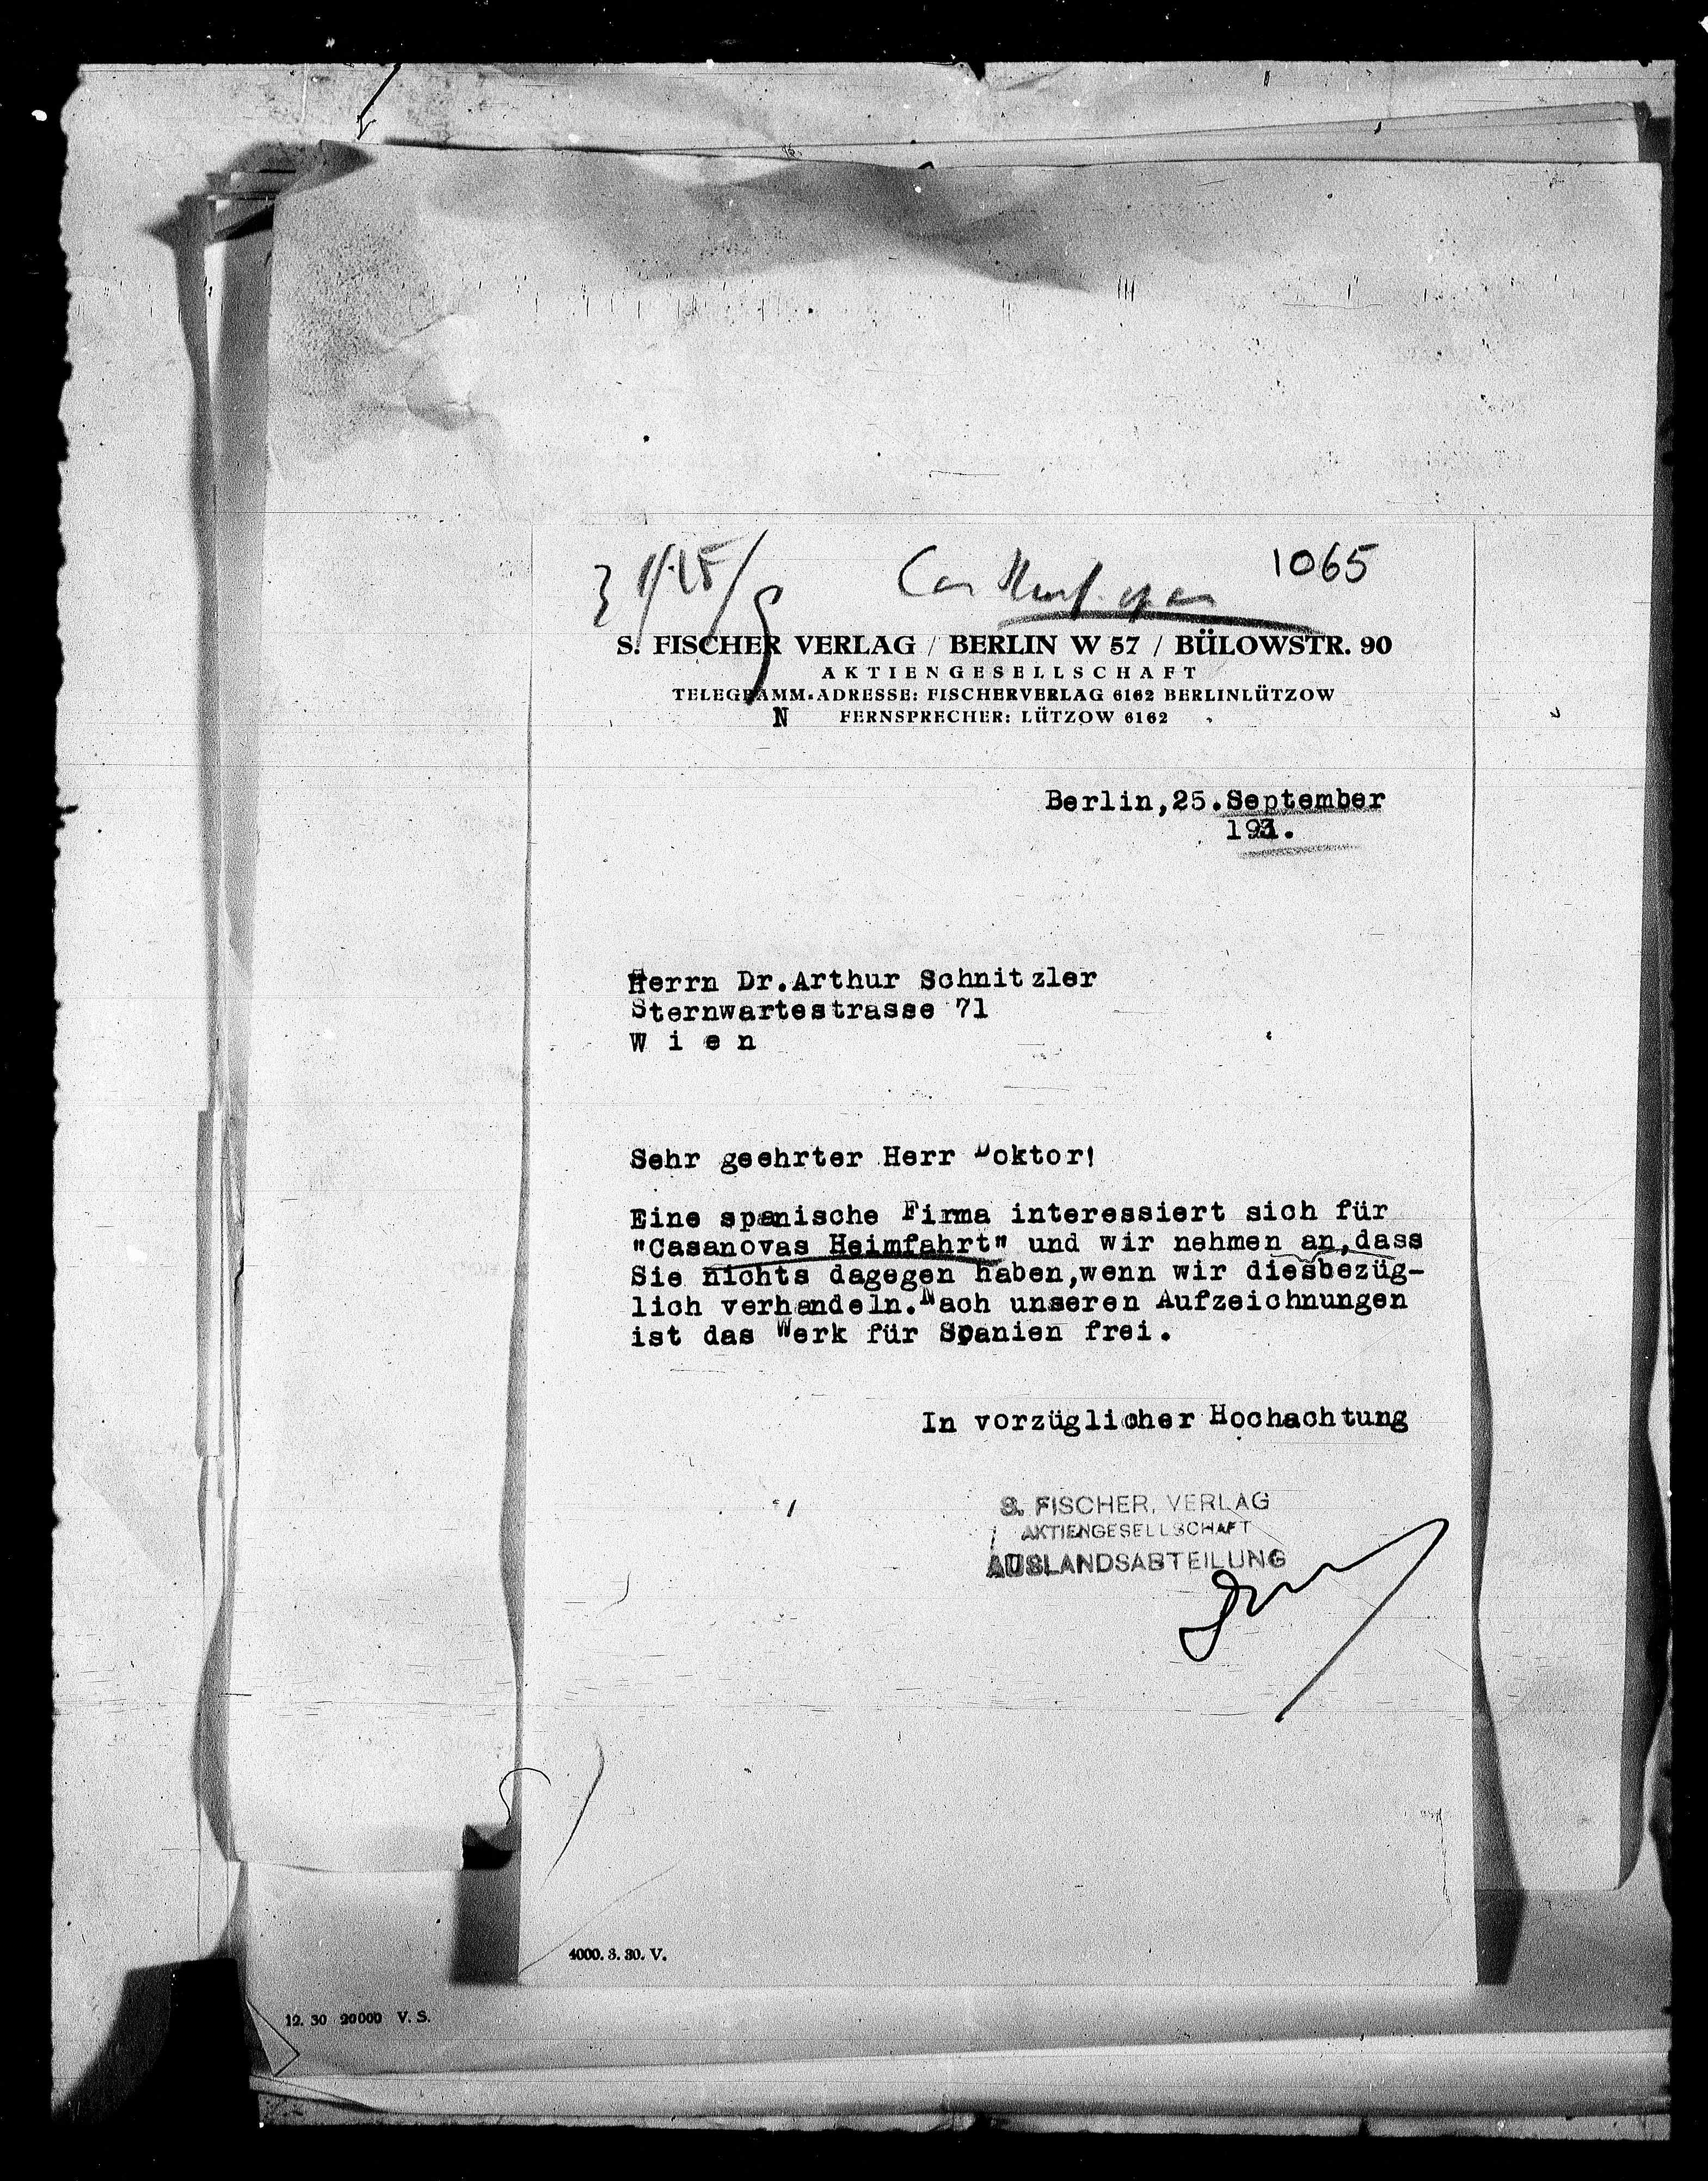 1065
S. FISCHER VERLAG / BERLIN W 57 / BÜLOWSTR. 90
AKTIENGESELLSCHAFT
TELEGRAMM-ADRESSE: FISCHERVERLAG 6162 BERLINLÜTZOW
N FERNSPRECHER: LÜTZOW 6162
Berlin,25.September
1931.
Herrn Dr.Arthur Schnitzler
Sternwartestrasse 71
W i e n
Sehr geehrter Herr Doktor!
Eine spanische Firma interessiert sich für
"Casanovas Heimfahrt" und wir nehmen an,dass
Sie nichts dagegen haben,wenn wir diesbezüg-
lich verhandeln.Nach unseren Aufzeichnungen
ist das Werk für Spanien frei.
In vorzüglicher Hochachtung
S. FISCHER, VERLAG
AKTIENGESELLSCHAFT
AUSLANDSABTEILUNG
4000. 3. 30. V.
12. 30 20000 V. S.